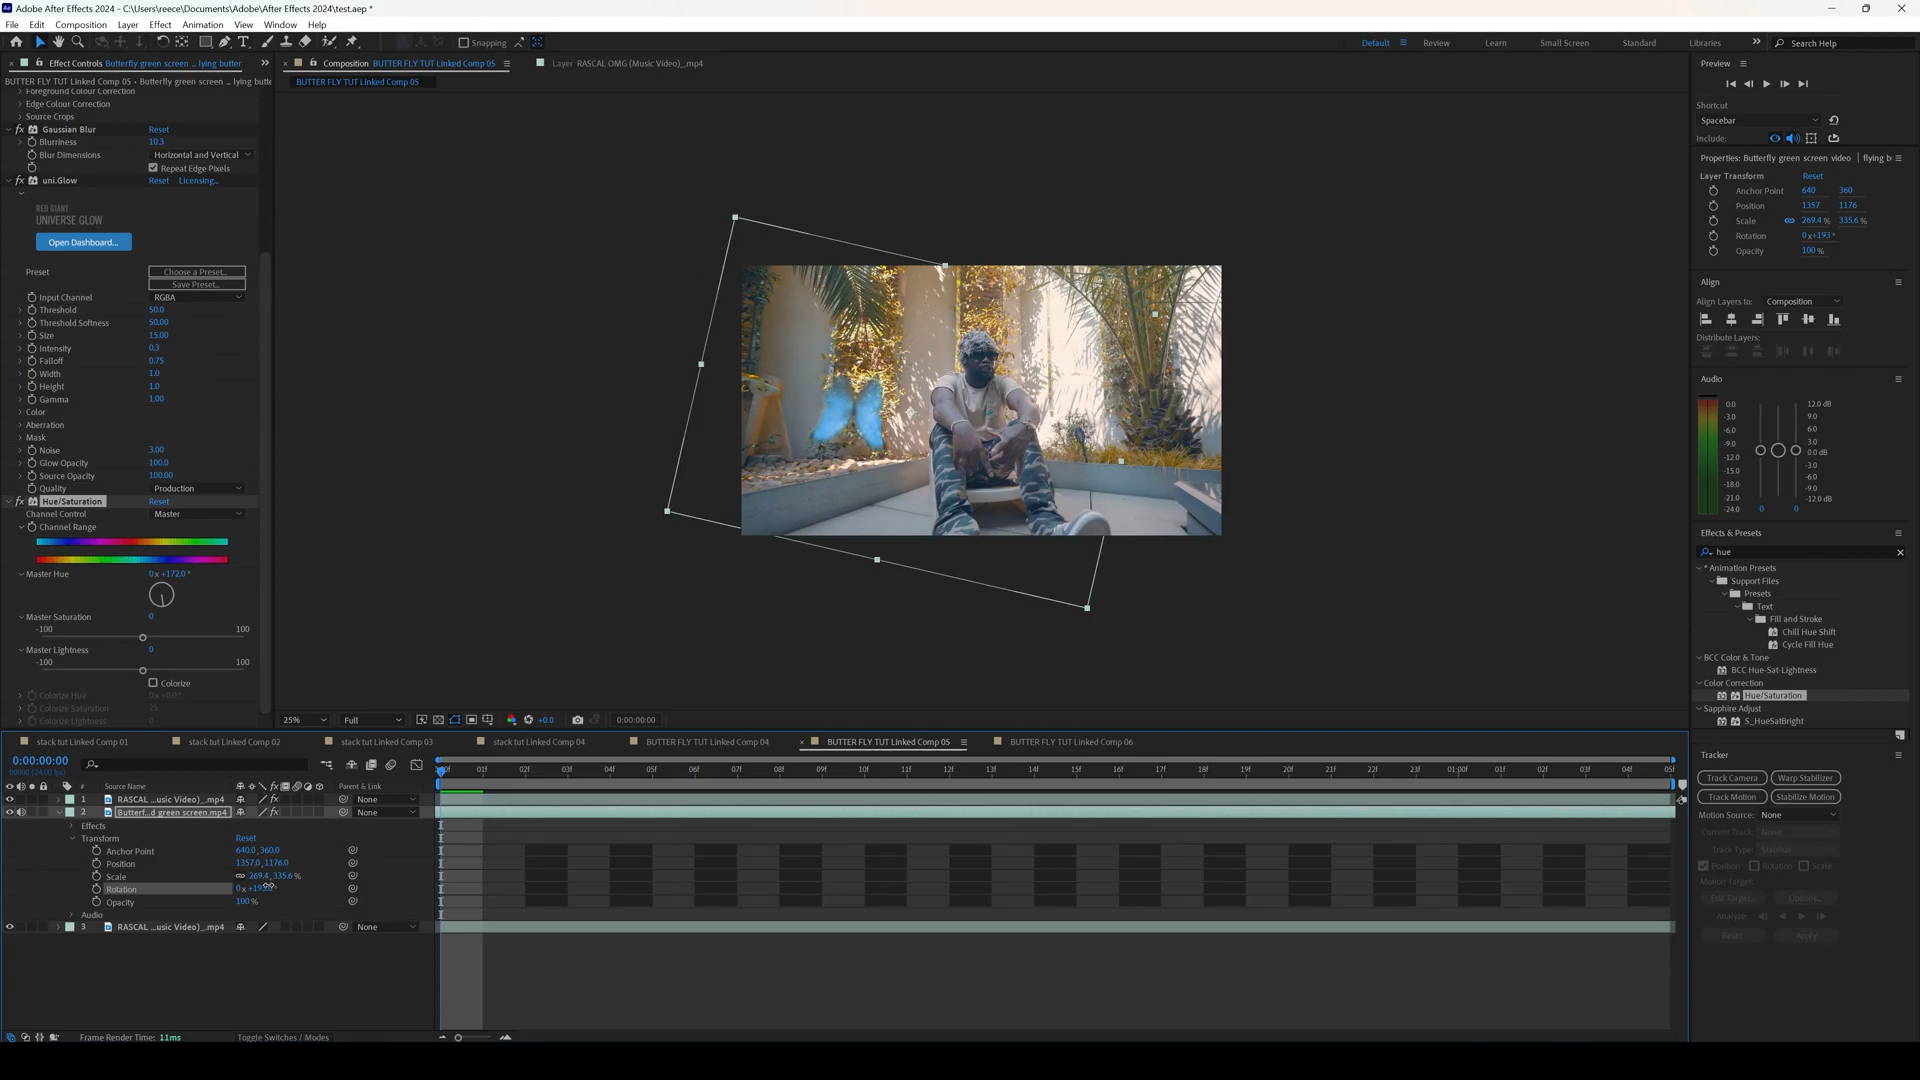 Adobe After Effects 2024 - C:\Users\reece\Documents\Adobe\After Effects 2024\test.aep *
File Edit Composition Layer Effect Animation View Window Help
Snapping
Default Review Learn Small Screen Standard Libraries Search Help
Effect Controls Butterfly green screen ... lying butter
BUTTER FLY TUT Linked Comp 05 • Butterfly green screen ... lying butte
Foreground Colour Correction
Edge Colour Correction
Source Crops
fx Gaussian Blur Reset
Blurriness 10.3
Blur Dimensions Horizontal and Vertical
Repeat Edge Pixels
fx uni.Glow Reset Licensing...
RED GIANT
UNIVERSE GLOW
Open Dashboard...
Preset Choose a Preset...
Save Preset...
Input Channel RGBA
Threshold 50.0
Threshold Softness 50.00
Size 15.00
Intensity 0.3
Falloff 0.75
Width 1.0
Height 1.0
Gamma 1.00
Color
Aberration
Mask
Noise 3.00
Glow Opacity 100.0
Source Opacity 100.00
Quality Production
fx Hue/Saturation Reset
Channel Control Master
Channel Range
Master Hue 0 x +172.0 °
Master Saturation 0
-100 100
Master Lightness 0
-100 100
Colorize
Colorize Hue 0 x +0.0 °
Colorize Saturation 25
Colorize Lightness 0
Composition BUTTER FLY TUT Linked Comp 05
Layer RASCAL OMG (Music Video)_.mp4
BUTTER FLY TUT Linked Comp 05
25% Full +0.0 0:00:00:00
Preview
Shortcut
Spacebar
Include:
Properties: Butterfly green screen video | flying b
Layer Transform Reset
Anchor Point 640 360
Position 1357 1176
Scale 269.4 % 335.6 %
Rotation 0 x+193 °
Opacity 100 %
Align
Align Layers to: Composition
Distribute Layers:
Audio
0.0
-3.0
-6.0
-9.0
-12.0
-15.0
-18.0
-21.0
-24.0
12.0 dB
9.0
6.0
3.0
0.0 dB
-3.0
-6.0
-9.0
-12.0 dB
0 0
Effects & Presets
hue
* Animation Presets
Support Files
Presets
Text
Fill and Stroke
Chill Hue Shift
Cycle Fill Hue
BCC Color & Tone
BCC Hue-Sat-Lightness
Color Correction
Hue/Saturation
Sapphire Adjust
S_HueSatBright
Tracker
Track Camera Warp Stabilizer
Track Motion Stabilize Motion
Motion Source: None
Current Track: None
Track Type: Stabilize
Position Rotation Scale
Motion Target:
Edit Target... Options...
Analyze:
Reset Apply
stack tut Linked Comp 01 stack tut Linked Comp 02 stack tut Linked Comp 03 stack tut Linked Comp 04 BUTTER FLY TUT Linked Comp 04 BUTTER FLY TUT Linked Comp 05 BUTTER FLY TUT Linked Comp 06
0:00:00:00
00000 (24.00 fps)
01f 02f 03f 04f 05f 06f 07f 08f 09f 10f 11f 12f 13f 14f 15f 16f 17f 18f 19f 20f 21f 22f 23f 01:00f 01f 02f 03f 04f 05f
# Source Name Parent & Link
1 RASCAL ...usic Video)_.mp4 None
2 Butterf...d green screen.mp4 None
Effects
Transform Reset
Anchor Point 640.0,360.0
Position 1357.0,1176.0
Scale 269.4,335.6 %
Rotation
Opacity 100 %
Audio
3 RASCAL ...usic Video)_.mp4 None
Frame Render Time: 11ms Toggle Switches / Modes